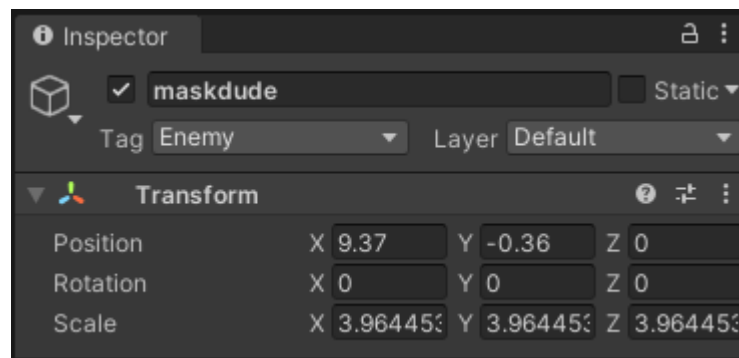 Inspector
maskdude Static
Tag Enemy Layer Default
Transform
Position X 9.37 Y -0.36 Z 0
Rotation X 0 Y 0 Z 0
Scale X 3.964453 Y 3.964453 Z 3.964453